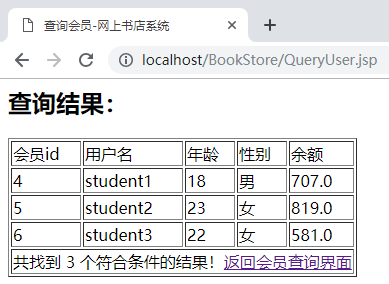 查询会员-网上书店系统
localhost/BookStore/QueryUser.jsp
查询结果：
会员id 用户名 年龄 性别 余额
4 student1 18 男 707.0
5 student2 23 女 819.0
6 student3 22 女 581.0
共找到 3 个符合条件的结果！返回会员查询界面